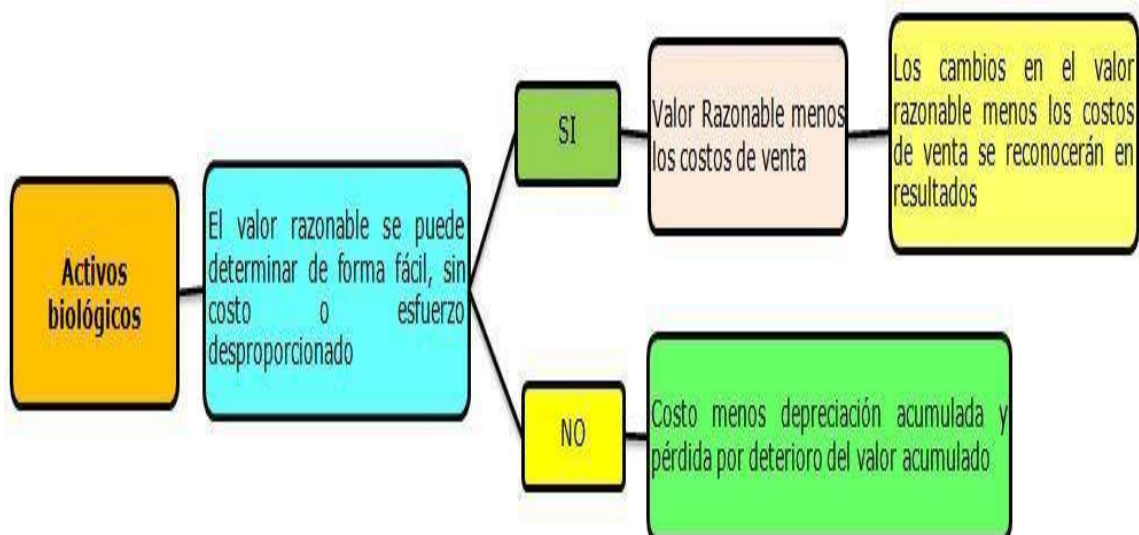 Activos
biológicos
El valor razonable se puede
determinar de forma fácil, sin
costo o esfuerzo
desproporcionado
SI
Valor Razonable menos
los costos de venta
Los cambios en el valor
razonable menos los costos
de venta se reconocerán en
resultados
NO
Costo menos depreciación acumulada y
pérdida por deterioro del valor acumulado